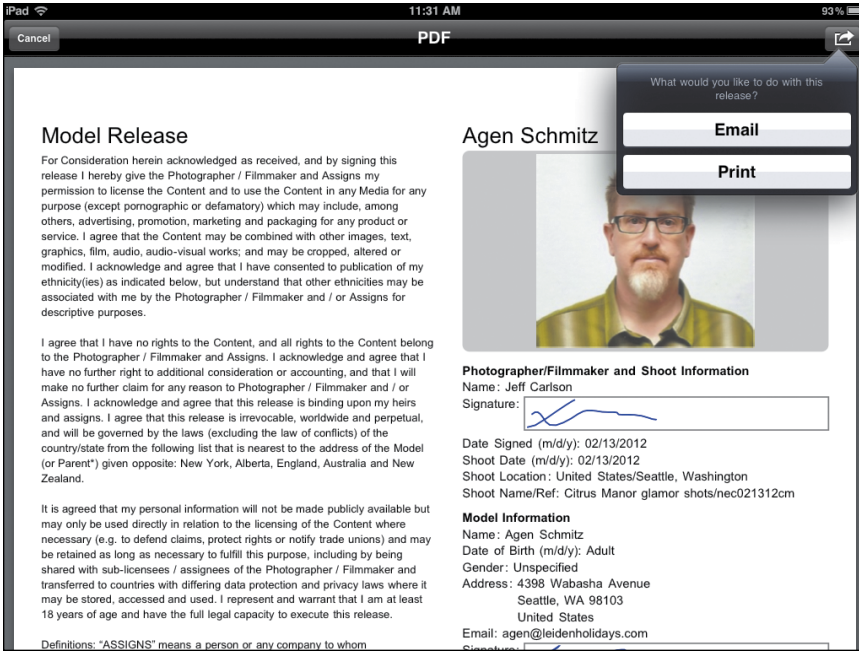 iPad
11:31 AM
93%
Cancel
PDF
What would you like to do with this
release?
Email
Print
Model Release
For Consideration herein acknowledged as received, and by signing this
release I hereby give the Photographer / Filmmaker and Assigns my
permission to license the Content and to use the Content in any Media for any
purpose (except pornographic or defamatory) which may include, among
others, advertising, promotion, marketing and packaging for any product or
service. I agree that the Content may be combined with other images, text,
graphics, film, audio, audio-visual works; and may be cropped, altered or
modified. I acknowledge and agree that I have consented to publication of my
ethnicity(ies) as indicated below, but understand that other ethnicities may be
associated with me by the Photographer / Filmmaker and / or Assigns for
descriptive purposes.
I agree that I have no rights to the Content, and all rights to the Content belong
to the Photographer / Filmmaker and Assigns. I acknowledge and agree that I
have no further right to additional consideration or accounting, and that I will
make no further claim for any reason to Photographer / Filmmaker and / or
Assigns. I acknowledge and agree that this release is binding upon my heirs
and assigns. I agree that this release is irrevocable, worldwide and perpetual,
and will be governed by the laws (excluding the law of conflicts) of the
country/state from the following list that is nearest to the address of the Model
(or Parent*) given opposite: New York, Alberta, England, Australia and New
Zealand.
It is agreed that my personal information will not be made publicly available but
may only be used directly in relation to the licensing of the Content where
necessary (e.g. to defend claims, protect rights or notify trade unions) and may
be retained as long as necessary to fulfill this purpose, including by being
shared with sub-licensees / assignees of the Photographer / Filmmaker and
transferred to countries with differing data protection and privacy laws where it
may be stored, accessed and used. I represent and warrant that I am at least
18 years of age and have the full legal capacity to execute this release.
Definitions: “ASSIGNS” means a person or any company to whom
Agen Schmitz
Photographer/Filmmaker and Shoot Information
Name: Jeff Carlson
Signature:
Date Signed (m/d/y): 02/13/2012
Shoot Date (m/d/y): 02/13/2012
Shoot Location: United States/Seattle, Washington
Shoot Name/Ref: Citrus Manor glamor shots/nec021312cm
Model Information
Name: Agen Schmitz
Date of Birth (m/d/y): Adult
Gender: Unspecified
Address: 4398 Wabasha Avenue
Seattle, WA 98103
United States
Email: agen@leidenholidays.com
Signature: